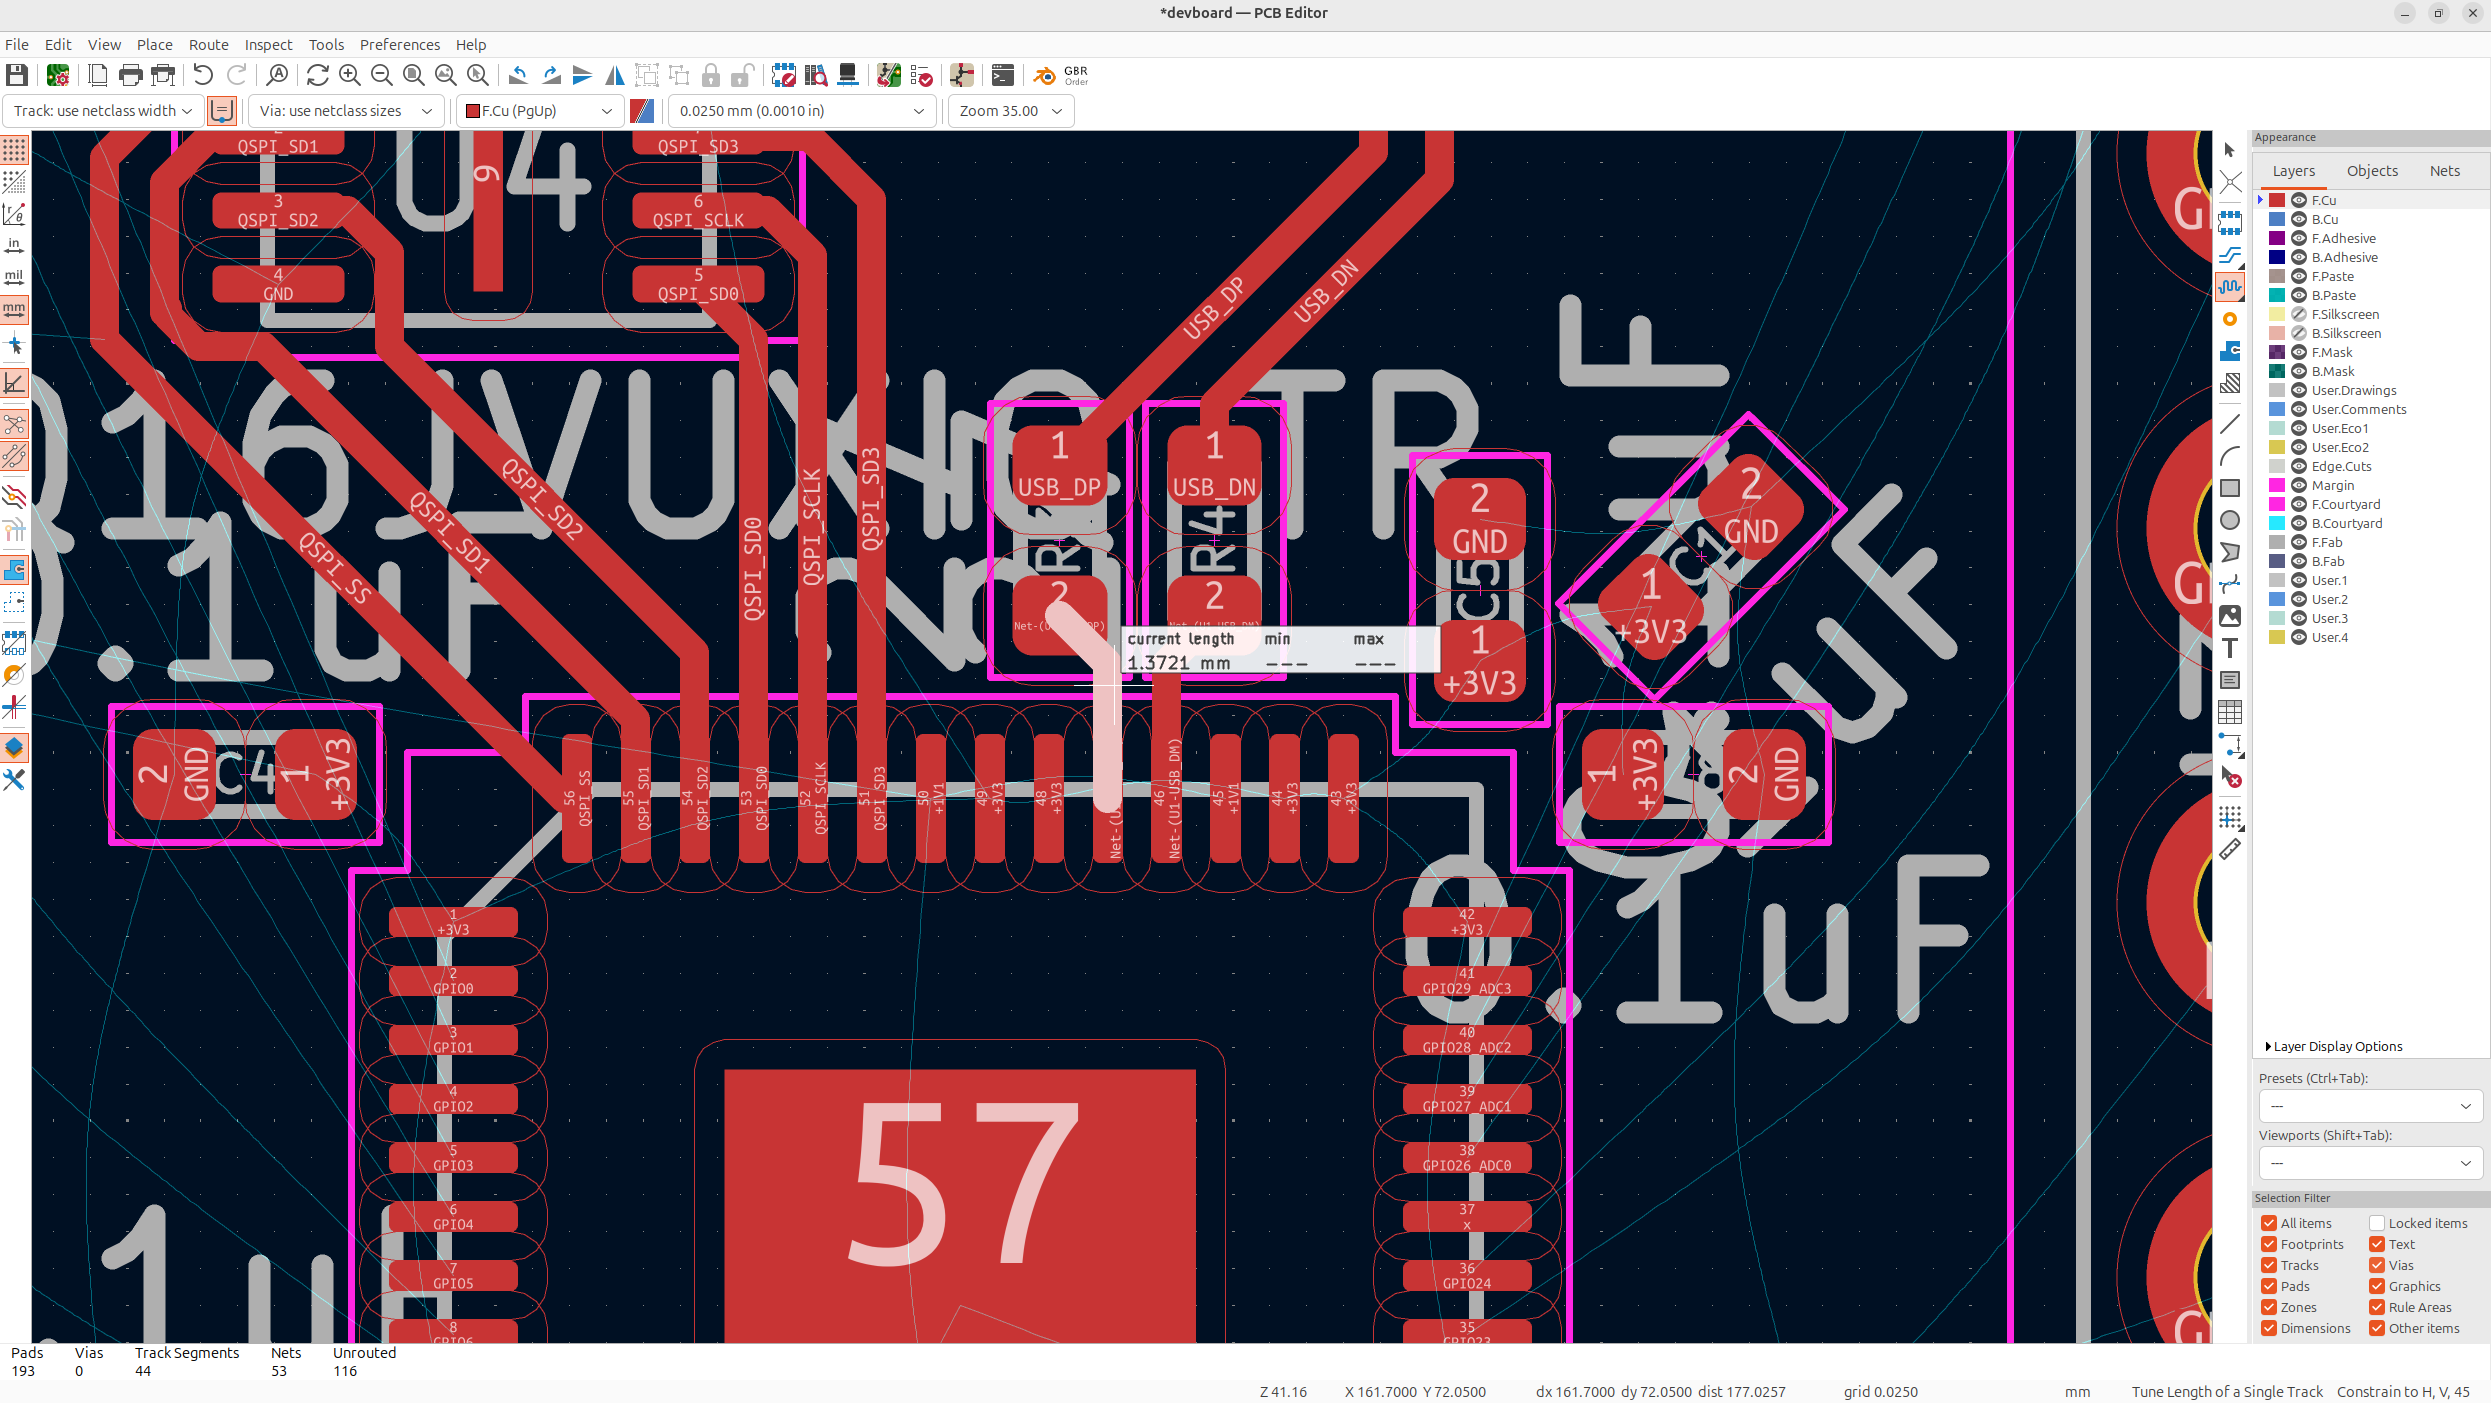 *devboard — PCB Editor
File Edit View Place Route Inspect Tools Preferences Help
GBR
Order
Track: use netclass width
Via: use netclass sizes
F.Cu (PgUp)
0.0250 mm (0.0010 in)
Zoom 35.00
in
mil
mm
QSPI_SD1
3
QSPI_SD2
4
GND
U4
9
QSPI_SD3
6
QSPI_SCLK
5
QSPI_SD0
USB_DP
USB_DN
QSPI_SS
QSPI_SD1
QSPI_SD2
QSPI_SD0
QSPI_SCLK
QSPI_SD3
1
USB_DP
2
1
USB_DN
R4
2
current length min max
1.3721 mm --- ---
2
GND
C5
1
+3V3
2
GND
C1
1
+3V3
0.1uF
2
GND
C4
1
+3V3
1
+3V3
2
GND
0.1uF
56
QSPI_SS
55
QSPI_SD1
54
QSPI_SD2
53
QSPI_SD0
52
QSPI_SCLK
51
QSPI_SD3
50
+1V1
49
+3V3
48
+3V3
46
Net-(U1-USB_DM)
45
+1V1
44
+3V3
43
+3V3
1
+3V3
2
GPIO0
3
GPIO1
4
GPIO2
5
GPIO3
6
GPIO4
7
GPIO5
8
GPIO6
42
+3V3
41
GPIO29_ADC3
40
GPIO28_ADC2
39
GPIO27_ADC1
38
GPIO26_ADC0
37
x
36
GPIO24
35
GPIO23
57
0.1uF
Appearance
Layers Objects Nets
F.Cu
B.Cu
F.Adhesive
B.Adhesive
F.Paste
B.Paste
F.Silkscreen
B.Silkscreen
F.Mask
B.Mask
User.Drawings
User.Comments
User.Eco1
User.Eco2
Edge.Cuts
Margin
F.Courtyard
B.Courtyard
F.Fab
B.Fab
User.1
User.2
User.3
User.4
Layer Display Options
Presets (Ctrl+Tab):
---
Viewports (Shift+Tab):
---
Selection Filter
All items Locked items
Footprints Text
Tracks Vias
Pads Graphics
Zones Rule Areas
Dimensions Other items
Pads Vias Track Segments Nets Unrouted
193 0 44 53 116
Z 41.16 X 161.7000 Y 72.0500 dx 161.7000 dy 72.0500 dist 177.0257 grid 0.0250 mm Tune Length of a Single Track Constrain to H, V, 45